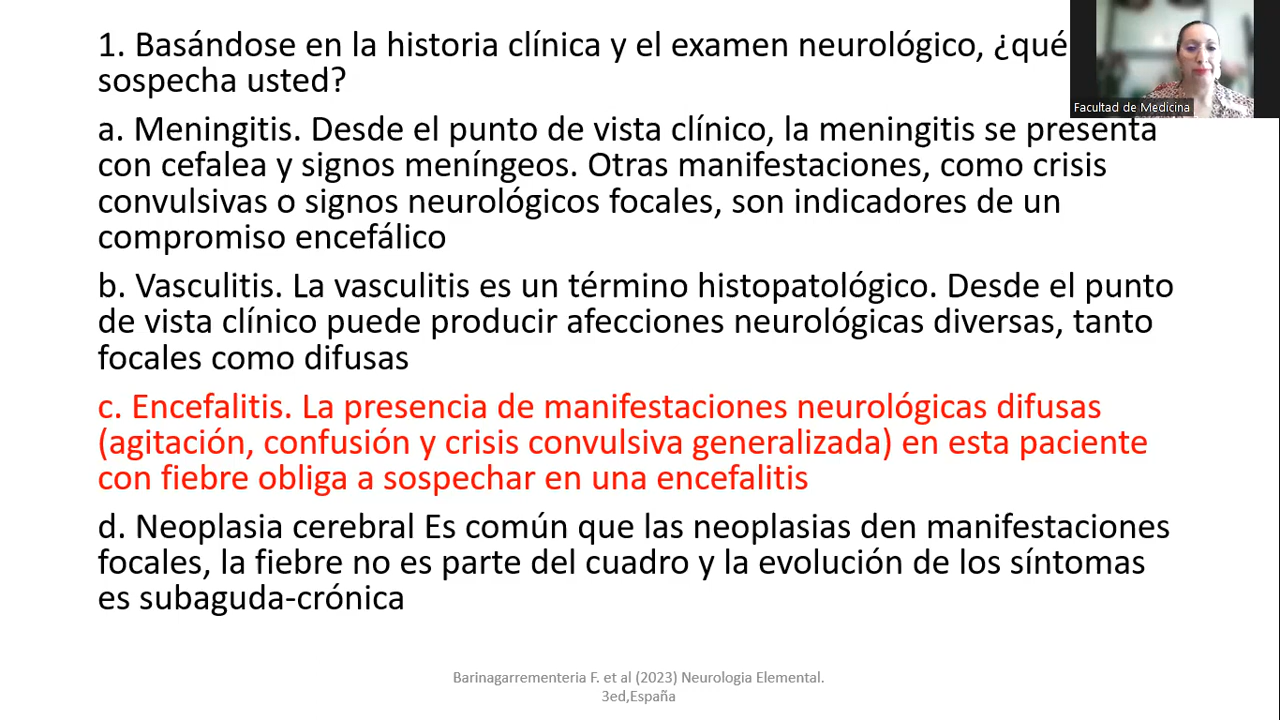 1. Basándose en la historia clínica y el examen neurológico, ¿qué
sospecha usted?
Facultad de Medicina
a. Meningitis. Desde el punto de vista clínico, la meningitis se presenta
con cefalea y signos meníngeos. Otras manifestaciones, como crisis
convulsivas o signos neurológicos focales, son indicadores de un
compromiso encefálico
b. Vasculitis. La vasculitis es un término histopatológico. Desde el punto
de vista clínico puede producir afecciones neurológicas diversas, tanto
focales como difusas
c. Encefalitis. La presencia de manifestaciones neurológicas difusas
(agitación, confusión y crisis convulsiva generalizada) en esta paciente
con fiebre obliga a sospechar en una encefalitis
d. Neoplasia cerebral Es común que las neoplasias den manifestaciones
focales, la fiebre no es parte del cuadro y la evolución de los síntomas
es subaguda-crónica
Barinagarrementeria F. et al (2023) Neurologia Elemental.
3ed,España